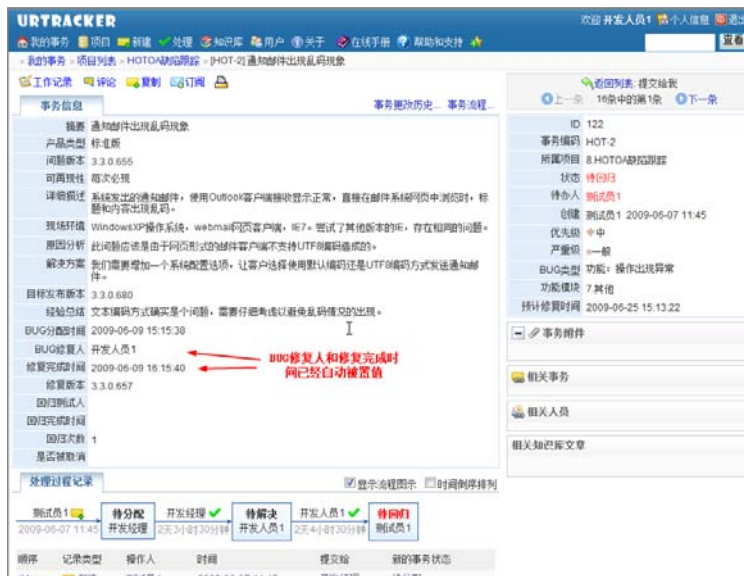 URTRACKER
欢迎 开发人员1 个人信息 退出
我的事务 项目 新建 处理 知识库 用户 关于 在线手册 帮助和支持
查看
我的事务 » 项目列表 » HOTOA缺陷跟踪 » [HOT-2]通知邮件出现乱码现象
工作记录 评论 复制 订阅
返回列表: 提交给我
上一条 16条中的第1条 下一条
事务信息 事务更改历史... 事务流程...
摘要 通知邮件出现乱码现象
产品类型 标准版
问题版本 3.3.0.655
可再现性 每次必现
详细描述 系统发出的通知邮件，使用Outlook客户端接收显示正常，直接在邮件系统网页中浏览时，标
题和内容出现乱码。
现场环境 WindowsXP操作系统，webmail网页客户端，IE7。尝试了其他版本的IE，存在相同的问题。
原因分析 此问题应该是由于网页形式的邮件客户端不支持UTF8编码造成的。
解决方案 我们需要增加一个系统配置选项，让客户选择使用默认编码还是UTF8编码方式发送通知邮
件。
目标发布版本 3.3.0.680
经验总结 文本编码方式确实是个问题，需要仔细考虑以避免乱码情况的出现。
BUG分配时间 2009-06-09 15:15:38
BUG修复人 开发人员1
修复完成时间 2009-06-09 16:15:40
BUG修复人和修复完成时
间已经自动被置值
修复版本 3.3.0.657
回归测试人
回归完成时间
回归次数 1
是否被取消
ID 122
事务编码 HOT-2
所属项目 8.HOTOA缺陷跟踪
状态 待回归
待办人 测试员1
创建 测试员1 2009-06-07 11:45
优先级 中
严重级 一般
BUG类型 功能：操作出现异常
功能模块 7.其他
预计修复时间 2009-06-25 15:13:22
事务附件
相关事务
相关人员
相关知识库文章
处理过程记录 显示流程图示 时间倒序排列
测试员1 待分配 开发经理 待解决 开发人员1 待回归
2009-06-07 11:45 开发经理 2天3小时30分钟 开发人员1 2天4小时30分钟 测试员1
顺序 记录类型 操作人 时间 提交给 新的事务状态